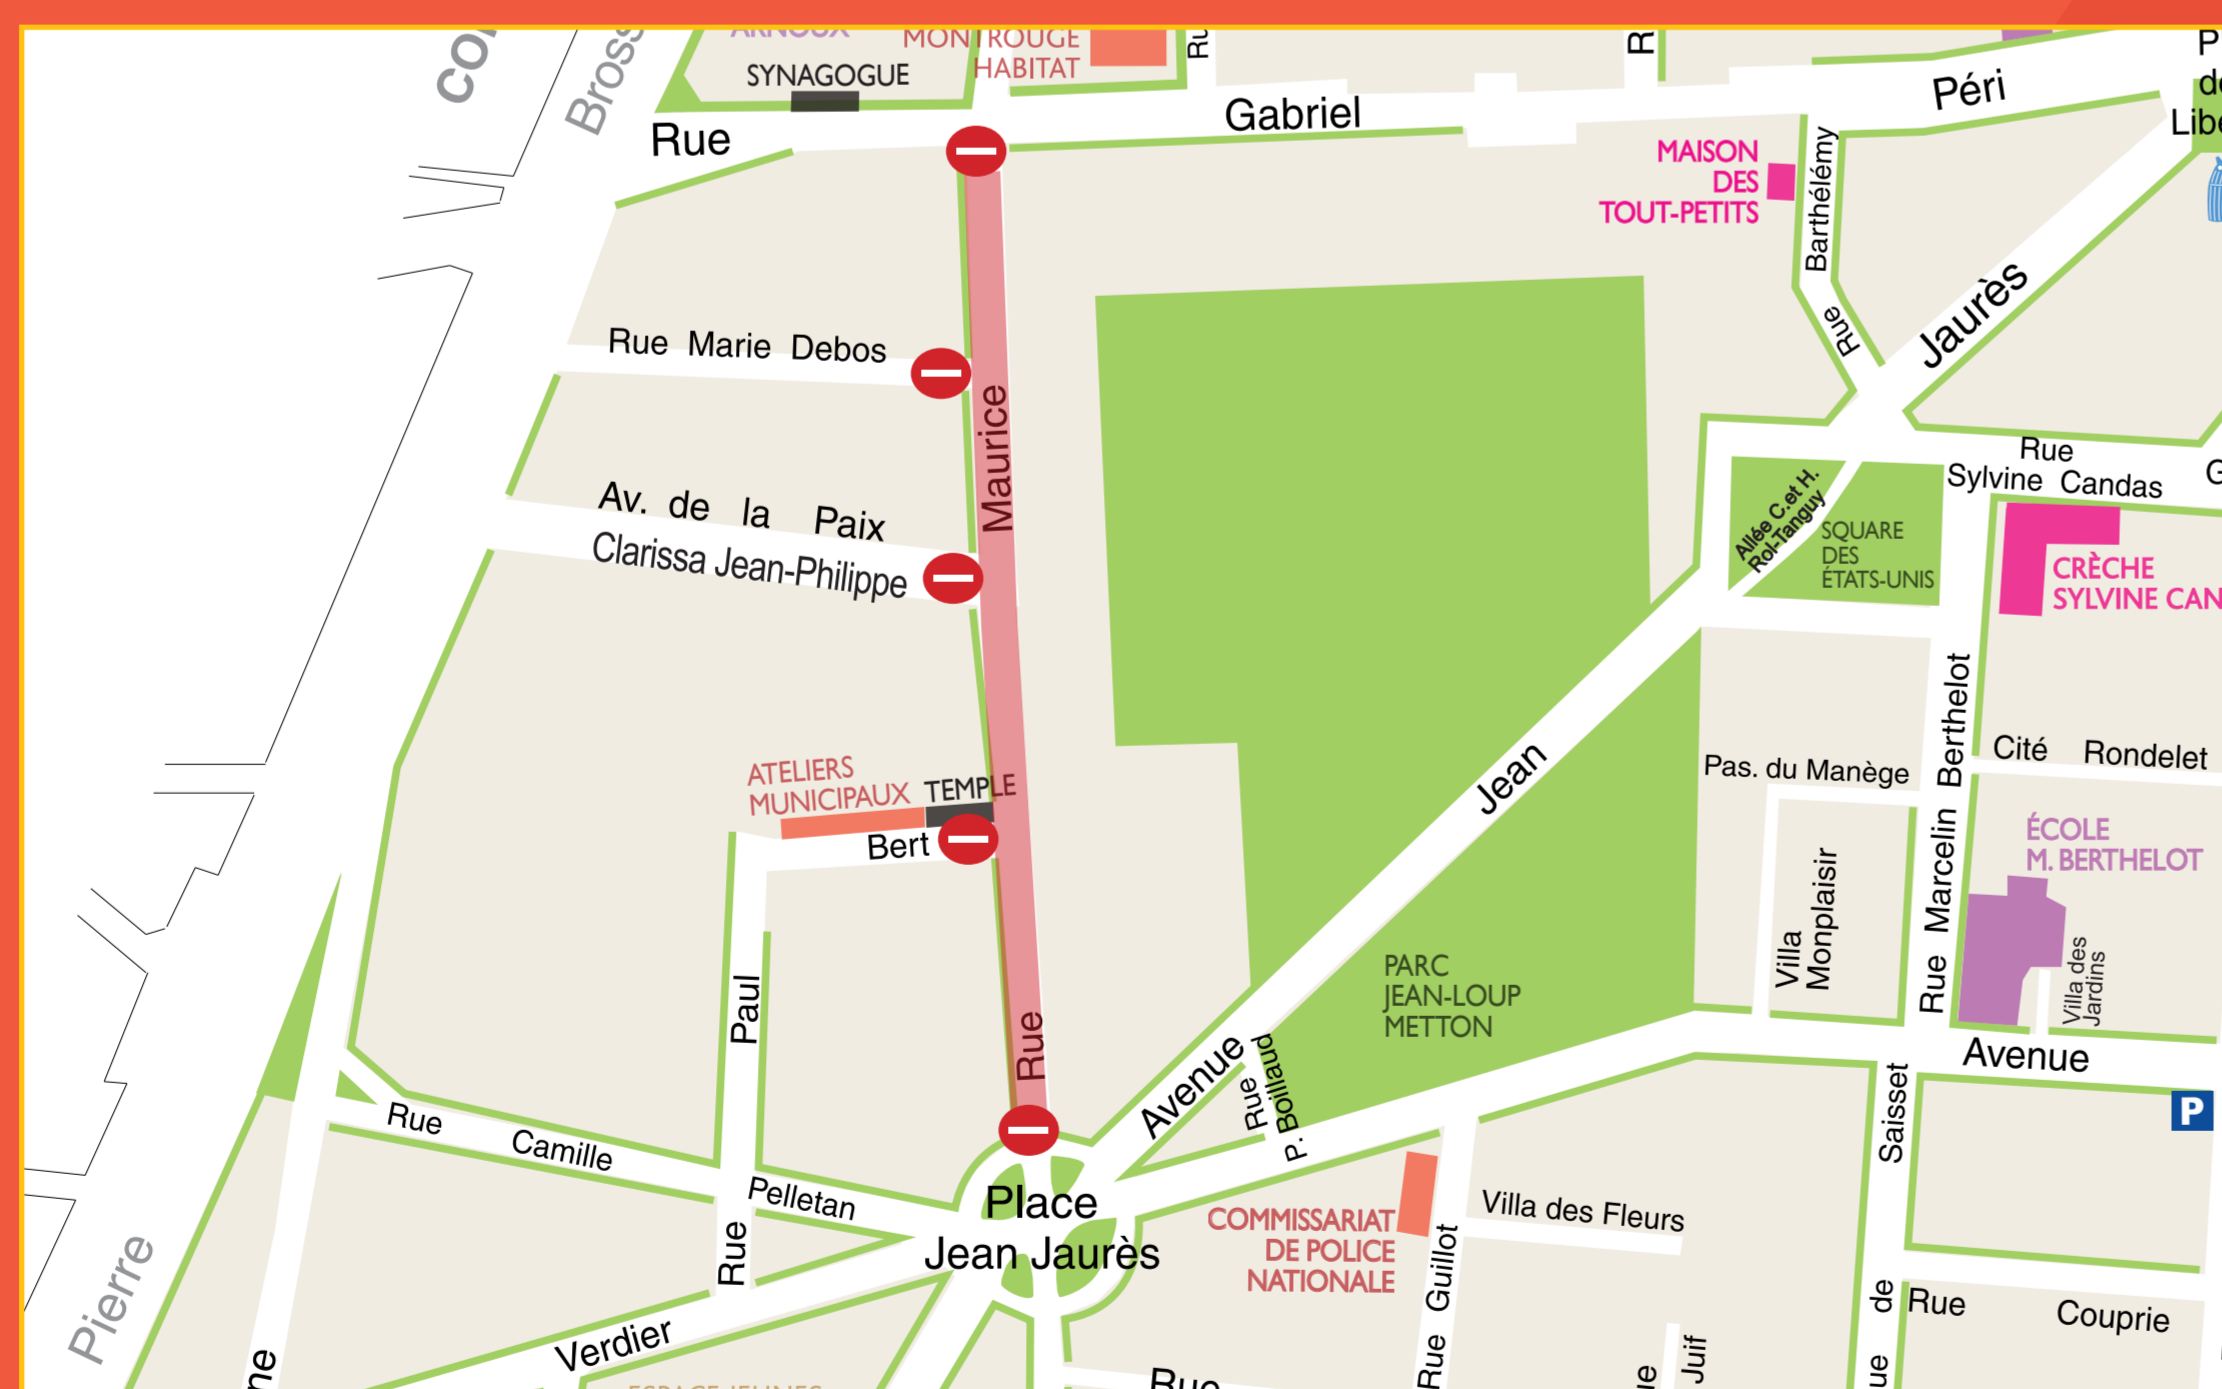 MONTROUGE
HABITAT
SYNAGOGUE
Rue
Gabriel
Péri
Bross
MAISON
DES
TOUT-PETITS
Barthélémy
Rue
Jaurès
Rue Marie Debos
Maurice
Av. de la Paix
Clarissa Jean-Philippe
Rue
Sylvine Candas
Allée C.et H.
Rol-Tanguy
SQUARE
DES
ÉTATS-UNIS
CRÈCHE
SYLVINE CAN
Berthelot
Cité Rondelet
Pas. du Manège
Jean
ATELIERS
MUNICIPAUX
TEMPLE
Bert
ÉCOLE
M. BERTHELOT
Villa
Monplaisir
Rue Marcelin
Villa des
Jardins
PARC
JEAN-LOUP
METTON
Paul
Rue
Avenue
Rue
P. Boillaud
Avenue
P
Saisset
Rue Camille
Pelletan
Place
Jean Jaurès
COMMISSARIAT
DE POLICE
NATIONALE
Villa des Fleurs
Rue Guillot
Rue
Verdier
Pierre
de
Rue Couprie
Juif
Rue